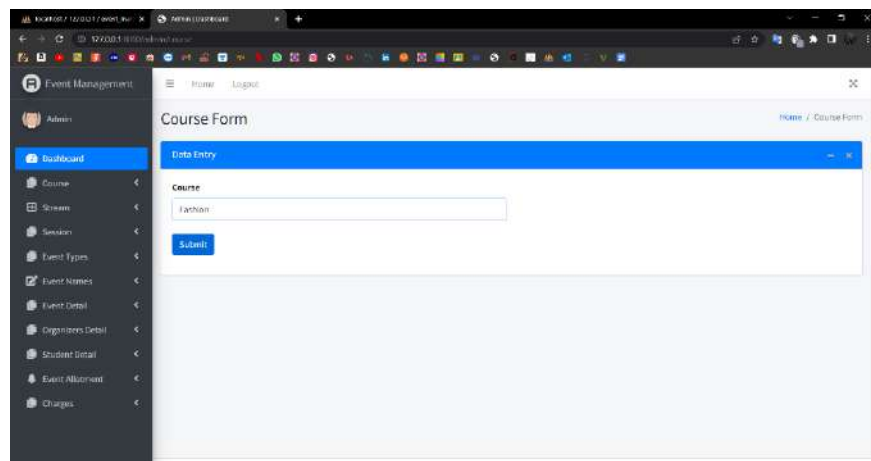 Admin | Dashboard
Event Management
Home Logout
Admin
Course Form
Home / Course Form
Dashboard
Data Entry
Course
Stream
Session
Event Types
Event Names
Event Detail
Organizers Detail
Student Detail
Event Allotment
Charges
Course
Fashion
Submit